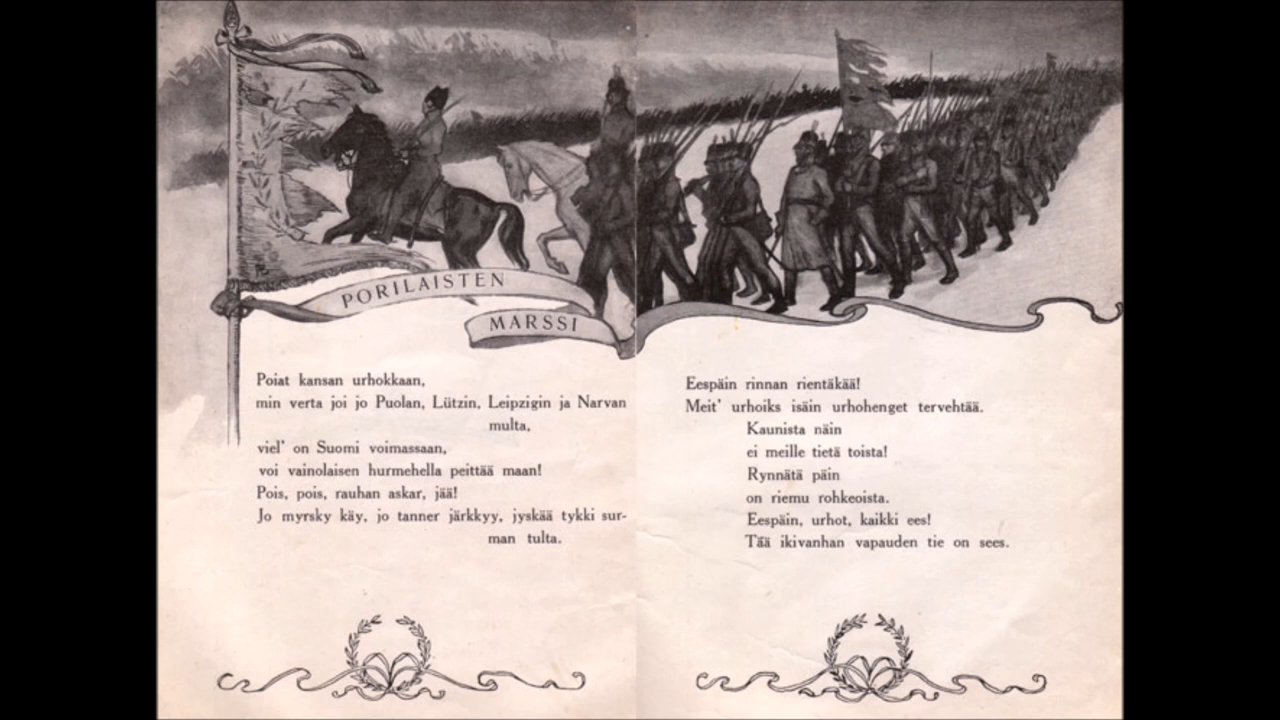 PORILAISTEN
MARSSI
Poiat kansan urhokkaan,
min verta joi jo Puolan, Lützin, Leipzigin ja Narvan
multa,
viel' on Suomi voimassaan,
voi vainolaisen hurmehella peittää maan!
Pois, pois, rauhan askar, jää!
Jo myrsky käy, jo tanner järkkyy, jyskää tykki sur-
man tulta.
Eespäin rinnan rientäkää!
Meit' urhoiks isäin urhohenget tervehtää.
Kaunista näin
ei meille tietä toista!
Rynnätä päin
on riemu rohkeoista.
Eespäin, urhot, kaikki ees!
Tää ikivanhan vapauden tie on sees.